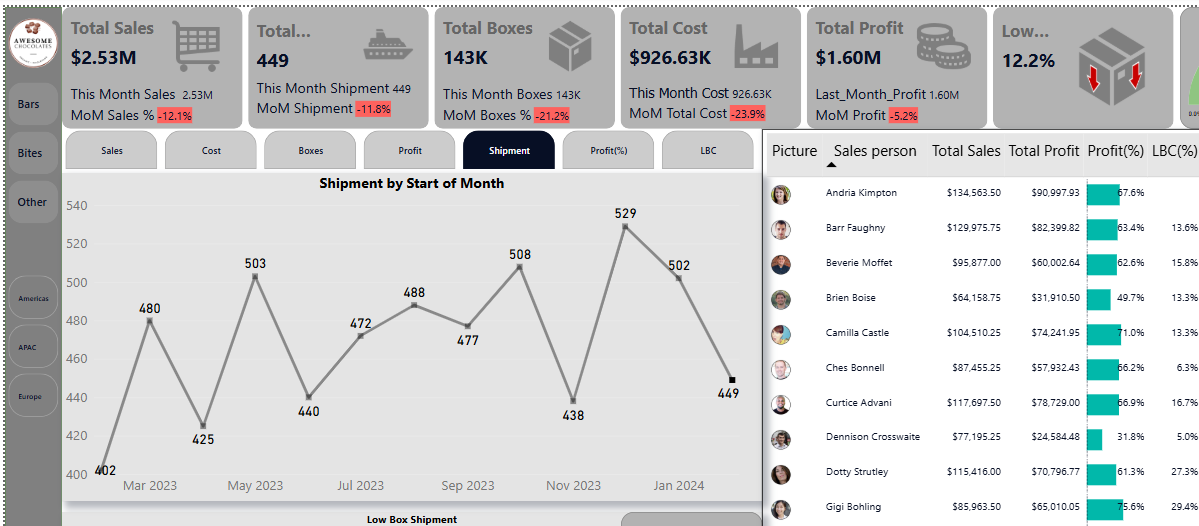 AWESOME
CHOCOLATES
Bars
Bites
Other
Americas
APAC
Europe
Total Sales
$2.53M
This Month Sales 2.53M
MoM Sales % -12.1%
Total...
449
This Month Shipment 449
MoM Shipment -11.8%
Total Boxes
143K
This Month Boxes 143K
MoM Boxes % -21.2%
Total Cost
$926.63K
This Month Cost 926.63K
MoM Total Cost -23.9%
Total Profit
$1.60M
Last_Month_Profit 1.60M
MoM Profit -5.2%
Low...
12.2%
Sales Cost Boxes Profit Shipment Profit(%) LBC
Shipment by Start of Month
540
520
500
480
460
440
420
400
402
480
425
503
440
472
488
477
508
438
529
502
449
Mar 2023 May 2023 Jul 2023 Sep 2023 Nov 2023 Jan 2024
Low Box Shipment
Picture Sales person Total Sales Total Profit Profit(%) LBC(%)
Andria Kimpton $134,563.50 $90,997.93 67.6%
Barr Faughny $129,975.75 $82,399.82 63.4% 13.6%
Beverie Moffet $95,877.00 $60,002.64 62.6% 15.8%
Brien Boise $64,158.75 $31,910.50 49.7% 13.3%
Camilla Castle $104,510.25 $74,241.95 71.0% 13.3%
Ches Bonnell $87,455.25 $57,932.43 66.2% 6.3%
Curtice Advani $117,697.50 $78,729.00 66.9% 16.7%
Dennison Crosswaite $77,195.25 $24,584.48 31.8% 5.0%
Dotty Strutley $115,416.00 $70,796.77 61.3% 27.3%
Gigi Bohling $85,963.50 $65,010.05 75.6% 29.4%